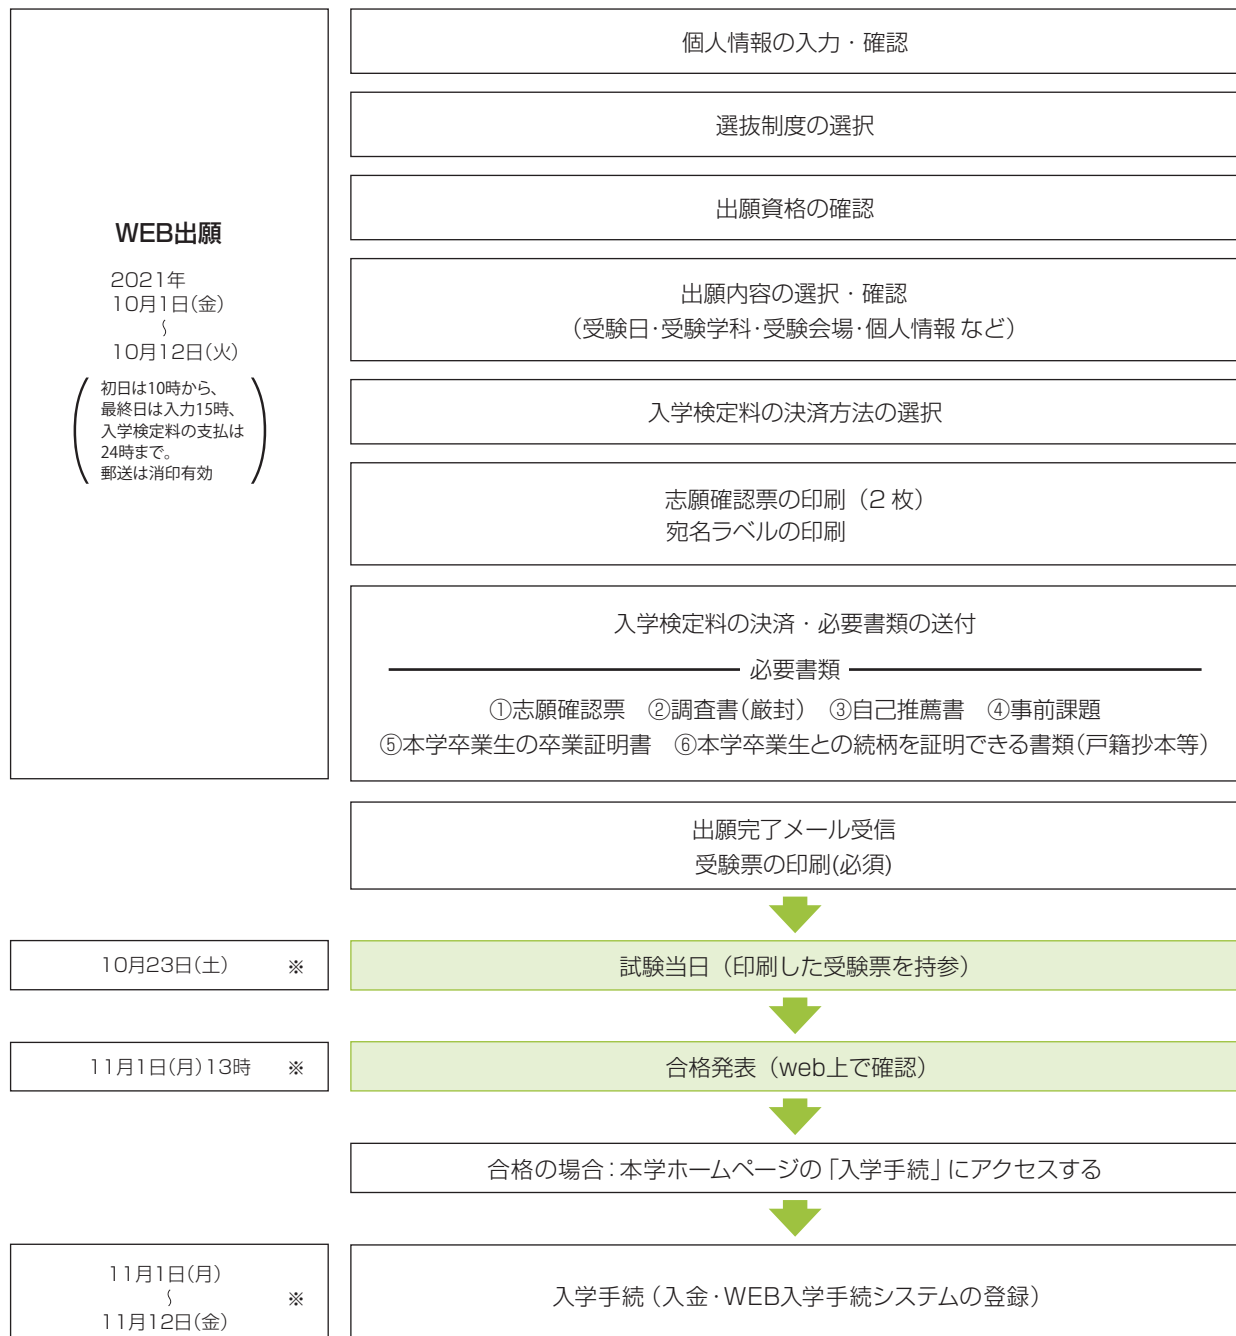 個人情報の入力・確認
選抜制度の選択
出願資格の確認
WEB出願
2021年
10月1日(金)
〜
10月12日(火)
初日は10時から、
最終日は入力15時、
入学検定料の支払は
24時まで。
郵送は消印有効
出願内容の選択・確認
（受験日・受験学科・受験会場・個人情報 など）
入学検定料の決済方法の選択
志願確認票の印刷（2 枚）
宛名ラベルの印刷
入学検定料の決済・必要書類の送付
必要書類
①志願確認票　②調査書（厳封）　③自己推薦書　④事前課題
⑤本学卒業生の卒業証明書　⑥本学卒業生との続柄を証明できる書類（戸籍抄本等）
出願完了メール受信
受験票の印刷(必須)
10月23日(土)　※
試験当日（印刷した受験票を持参）
11月1日(月)13時　※
合格発表（web上で確認）
合格の場合：本学ホームページの「入学手続」にアクセスする
11月1日(月)
〜　※
11月12日(金)
入学手続（入金・WEB入学手続システムの登録）